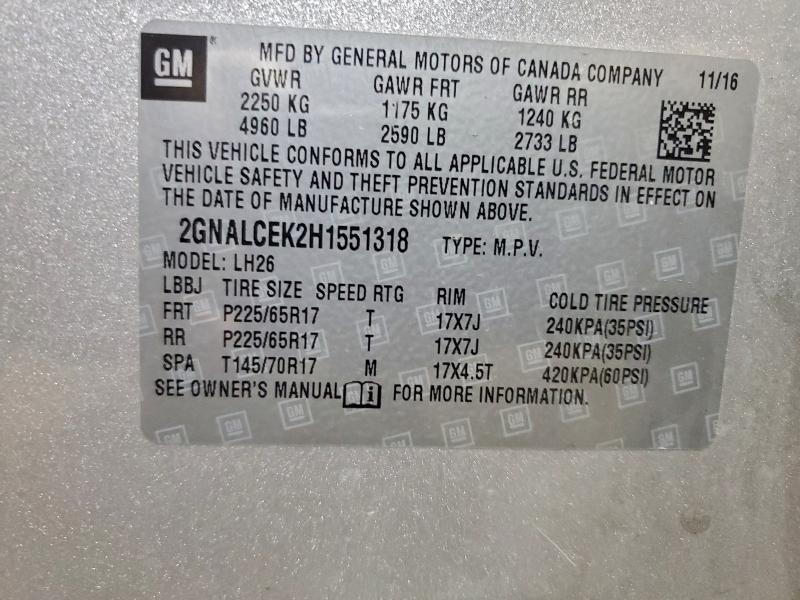 GM
MFD BY GENERAL MOTORS OF CANADA COMPANY 11/16
GVWR GAWR FRT GAWR RR
2250 KG 1175 KG 1240 KG
4960 LB 2590 LB 2733 LB
THIS VEHICLE CONFORMS TO ALL APPLICABLE U.S. FEDERAL MOTOR
VEHICLE SAFETY AND THEFT PREVENTION STANDARDS IN EFFECT ON
THE DATE OF MANUFACTURE SHOWN ABOVE.
2GNALCEK2H1551318 TYPE: M.P.V.
MODEL: LH26
LBBJ TIRE SIZE SPEED RTG RIM COLD TIRE PRESSURE
FRT P225/65R17 T 17X7J 240KPA(35PSI)
RR P225/65R17 T 17X7J 240KPA(35PSI)
SPA T145/70R17 M 17X4.5T 420KPA(60PSI)
SEE OWNER'S MANUAL i FOR MORE INFORMATION.